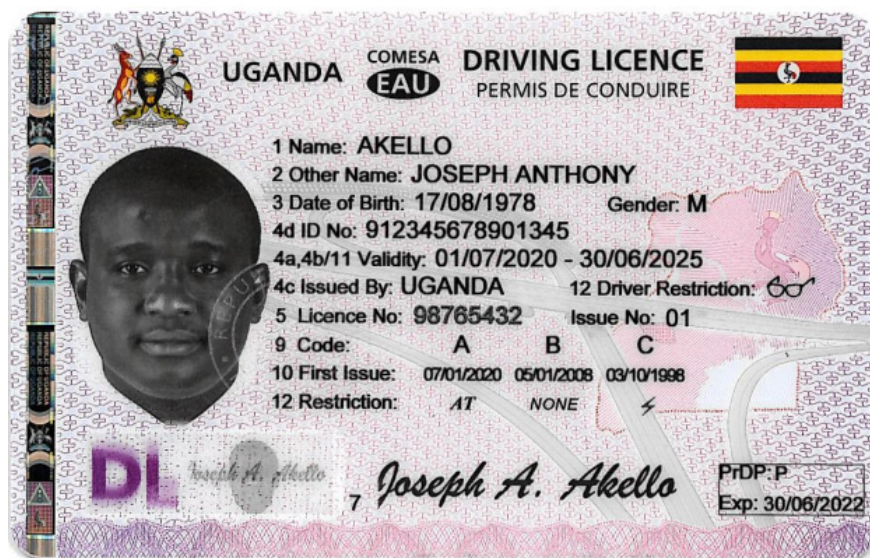 UGANDA
COMESA
EAU
DRIVING LICENCE
PERMIS DE CONDUIRE
1 Name: AKELLO
2 Other Name: JOSEPH ANTHONY
3 Date of Birth: 17/08/1978 Gender: M
4d ID No: 912345678901345
4a,4b/11 Validity: 01/07/2020 - 30/06/2025
4c Issued By: UGANDA 12 Driver Restriction:
5 Licence No: 98765432 Issue No: 01
9 Code: A B C
10 First Issue: 07/01/2020 05/01/2008 03/10/1998
12 Restriction: AT NONE
REPU
DL
Joseph A. Akello
7 Joseph A. Akello
PrDP: P
Exp: 30/06/2022